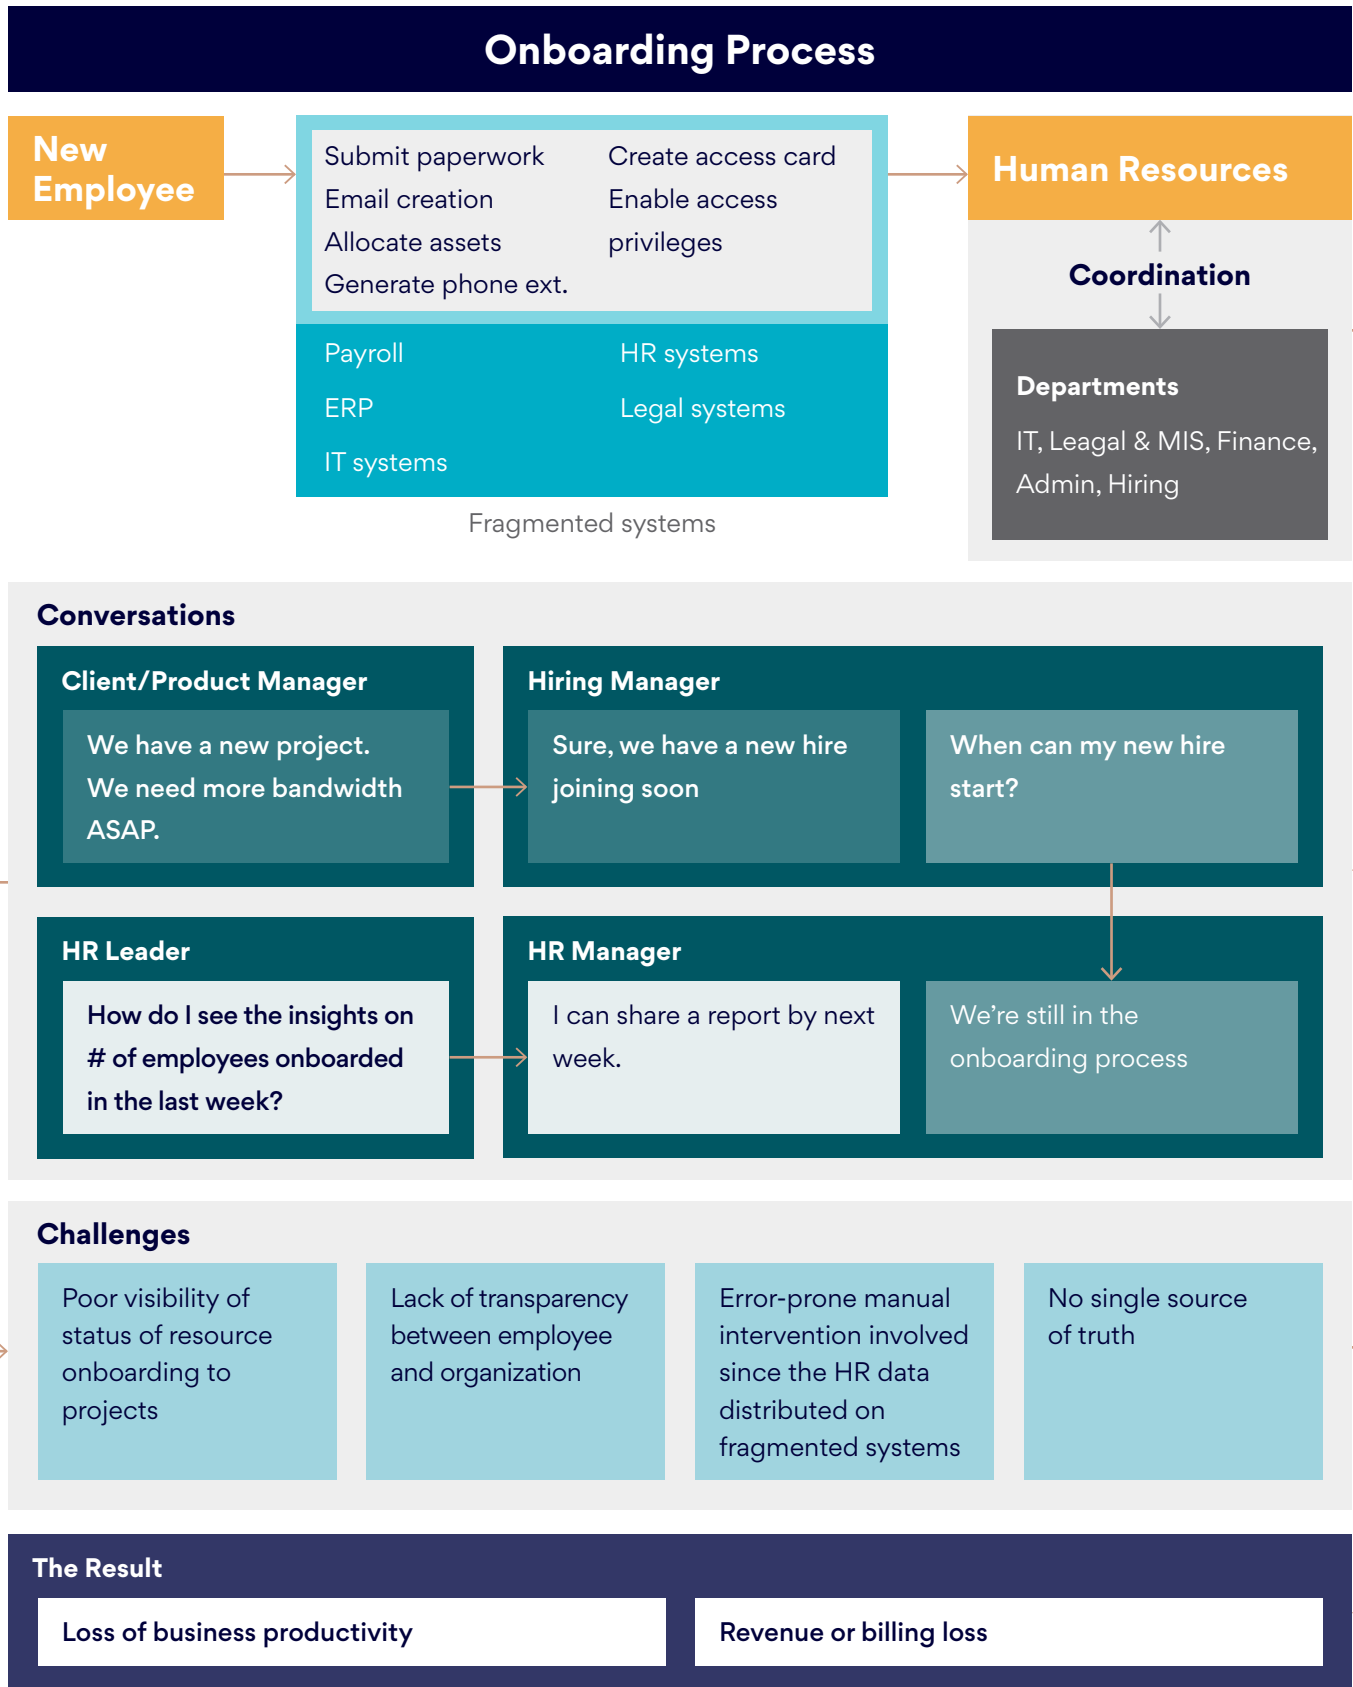 Onboarding Process
New
Employee
Submit paperwork
Email creation
Allocate assets
Generate phone ext.
Create access card
Enable access
privileges
Payroll
ERP
IT systems
HR systems
Legal systems
Fragmented systems
Human Resources
Coordination
Departments
IT, Leagal & MIS, Finance,
Admin, Hiring
Conversations
Client/Product Manager
We have a new project.
We need more bandwidth
ASAP.
Hiring Manager
Sure, we have a new hire
joining soon
When can my new hire
start?
HR Leader
How do I see the insights on
# of employees onboarded
in the last week?
HR Manager
I can share a report by next
week.
We’re still in the
onboarding process
Challenges
Poor visibility of
status of resource
onboarding to
projects
Lack of transparency
between employee
and organization
Error-prone manual
intervention involved
since the HR data
distributed on
fragmented systems
No single source
of truth
The Result
Loss of business productivity
Revenue or billing loss